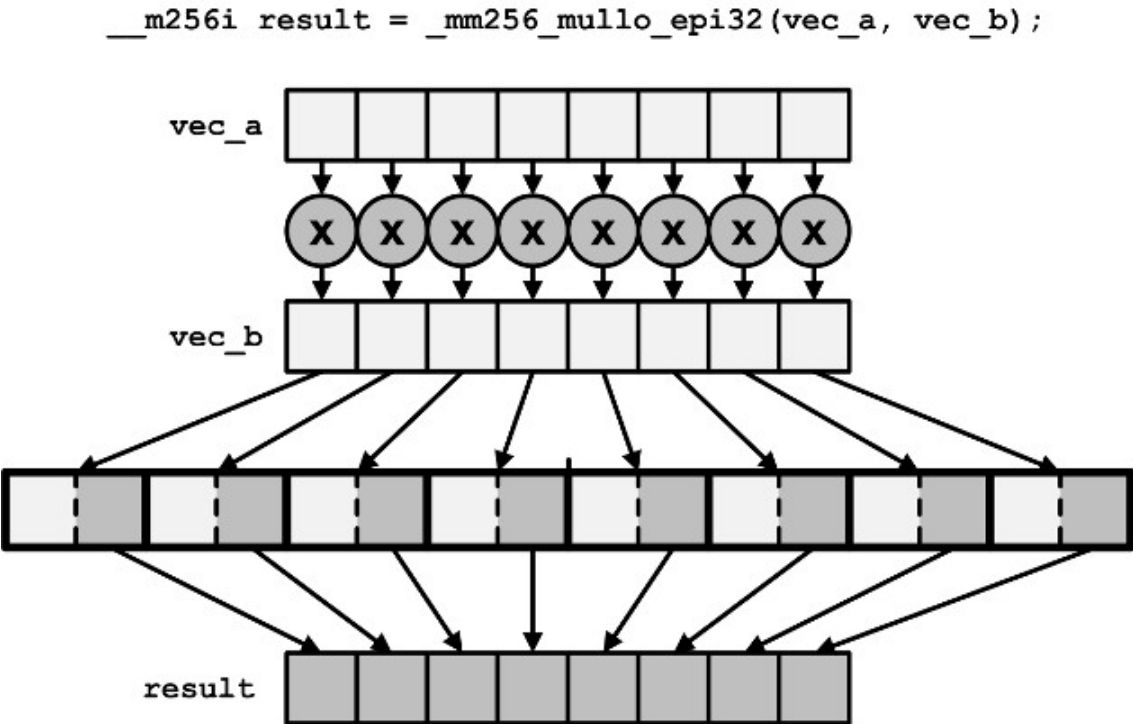 __m256i result = _mm256_mullo_epi32(vec_a, vec_b);
vec_a
x x x x x x x x
vec_b
result